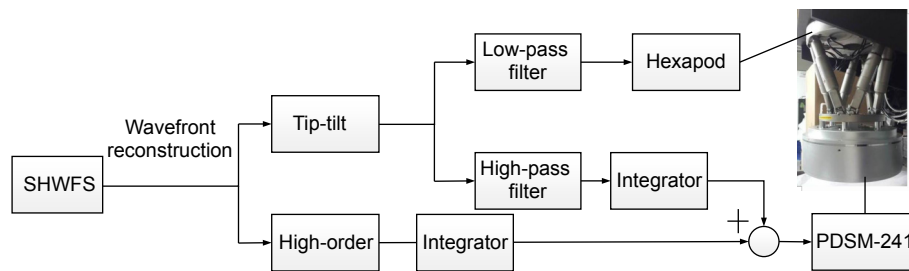 Low-pass
filter
Hexapod
Wavefront
reconstruction
Tip-tilt
SHWFS
High-pass
filter
Integrator
+
High-order
Integrator
PDSM-241